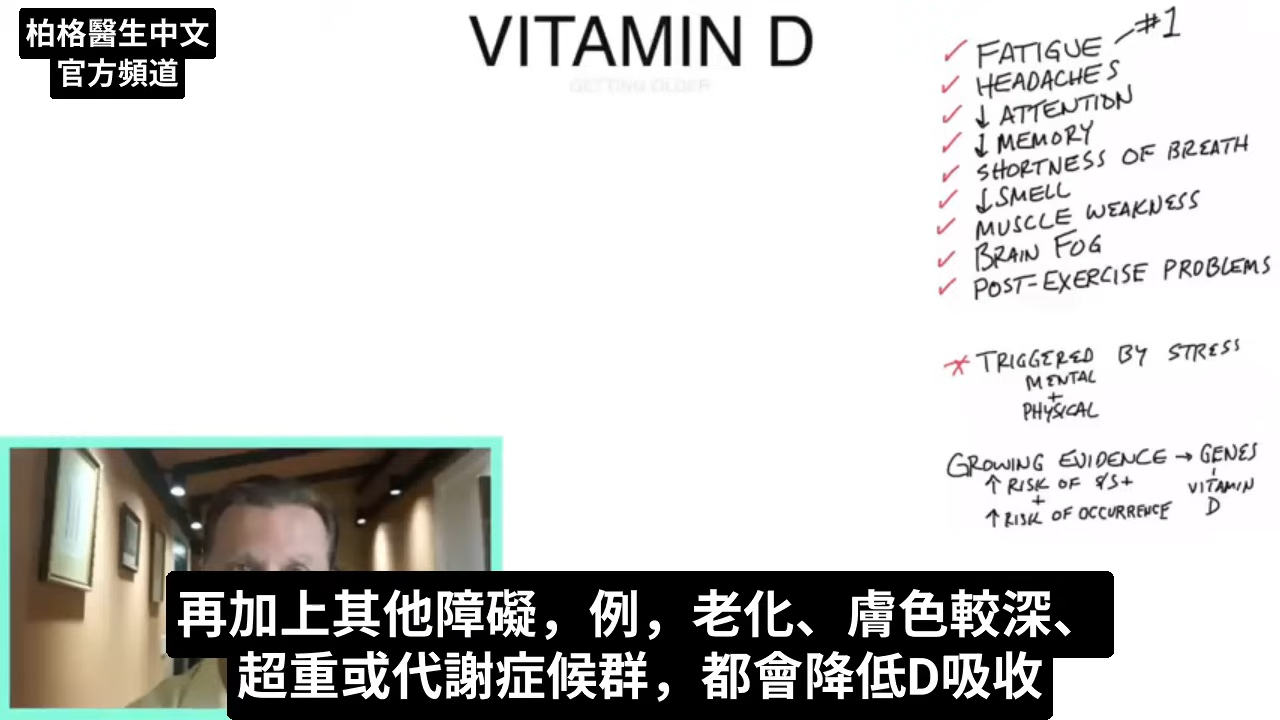 柏格醫生中文
官方頻道
VITAMIN D
GETTING OLDER
FATIGUE #1
HEADACHES
↓ ATTENTION
↓ MEMORY
SHORTNESS OF BREATH
↓ SMELL
MUSCLE WEAKNESS
BRAIN FOG
POST-EXERCISE PROBLEMS
TRIGGERED BY STRESS
MENTAL
+
PHYSICAL
GROWING EVIDENCE → GENES
↑ RISK OF S/S+
+
↑ RISK OF OCCURRENCE
VITAMIN
D
再加上其他障礙，例，老化、膚色較深、
超重或代謝症候群，都會降低D吸收